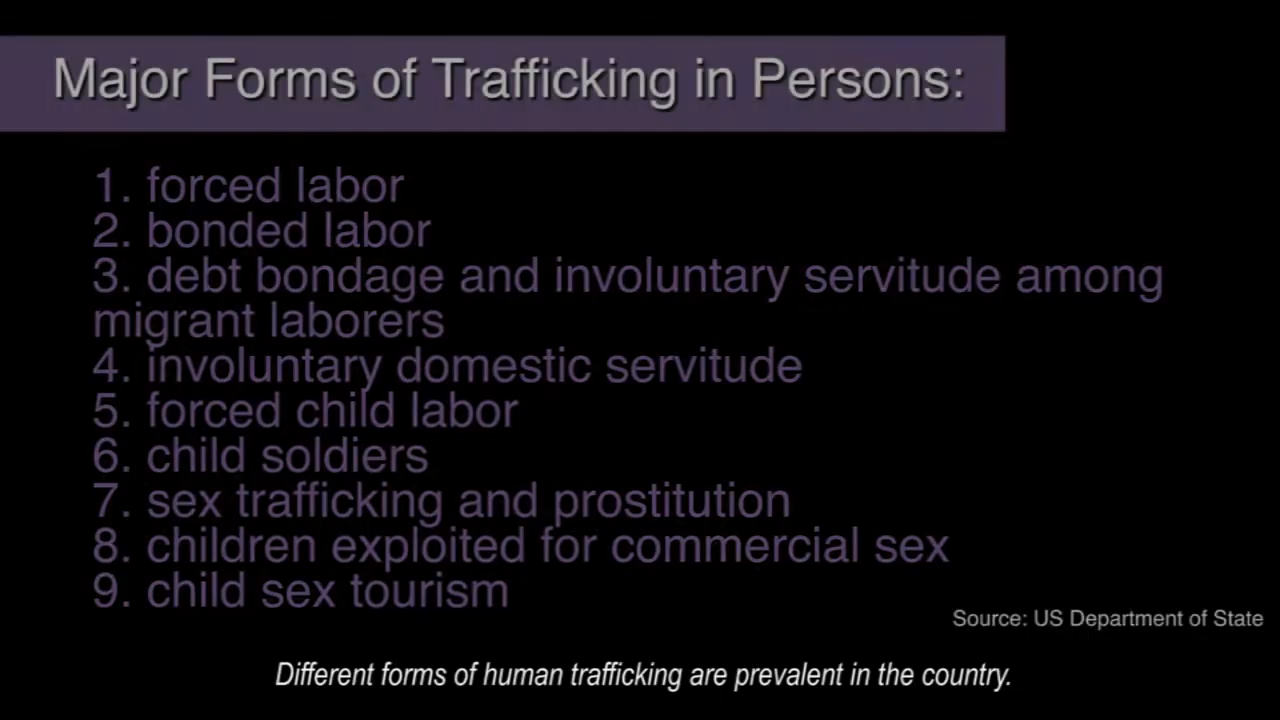 Major Forms of Trafficking in Persons:
1. forced labor
2. bonded labor
3. debt bondage and involuntary servitude among
migrant laborers
4. involuntary domestic servitude
5. forced child labor
6. child soldiers
7. sex trafficking and prostitution
8. children exploited for commercial sex
9. child sex tourism
Source: US Department of State
Different forms of human trafficking are prevalent in the country.